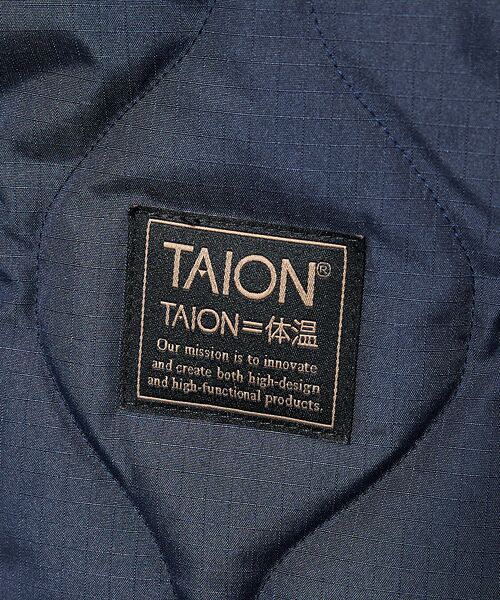 TAION®
TAION=体温
Our mission is to innovate
and create both high-design
and high-functional products.